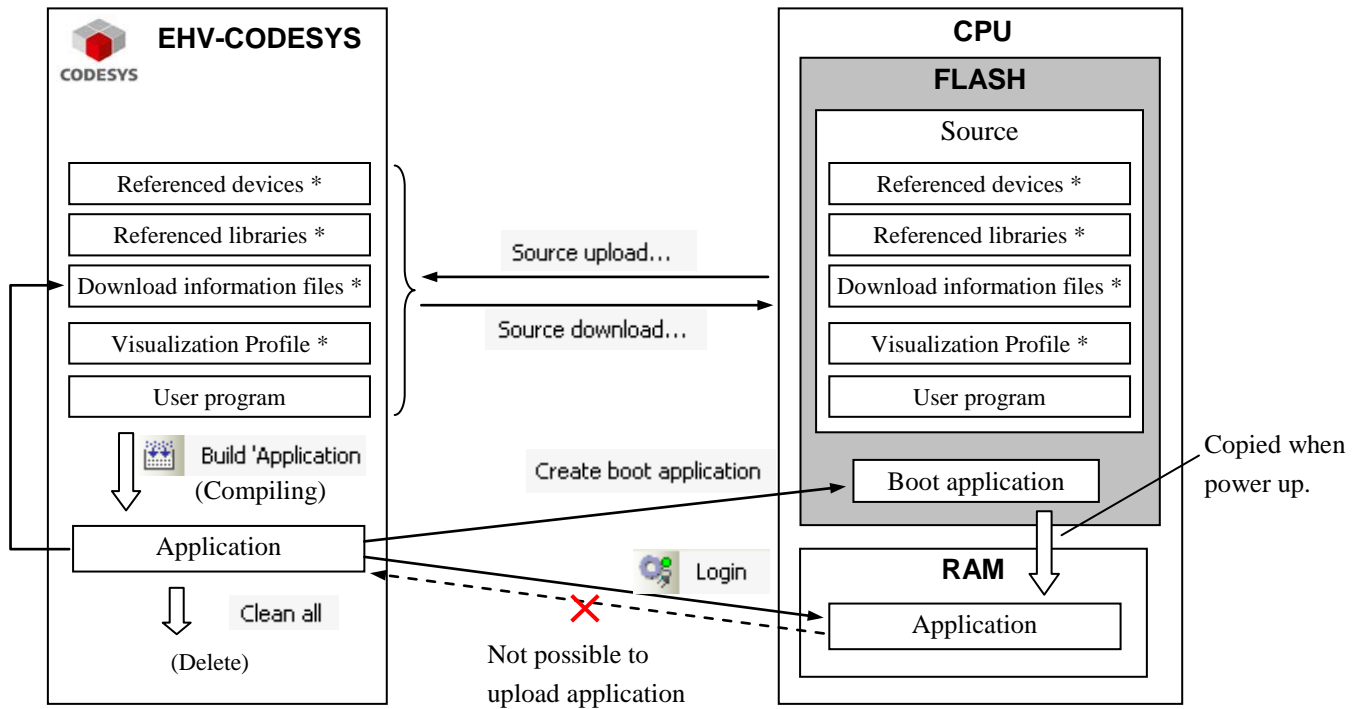 EHV-CODESYS
CODESYS
Referenced devices *
Referenced libraries *
Download information files *
Visualization Profile *
User program
Build 'Application
(Compiling)
Application
Clean all
(Delete)
Source upload...
Source download...
Create boot application
Login
Not possible to
upload application
CPU
FLASH
Source
Referenced devices *
Referenced libraries *
Download information files *
Visualization Profile *
User program
Boot application
Copied when
power up.
RAM
Application